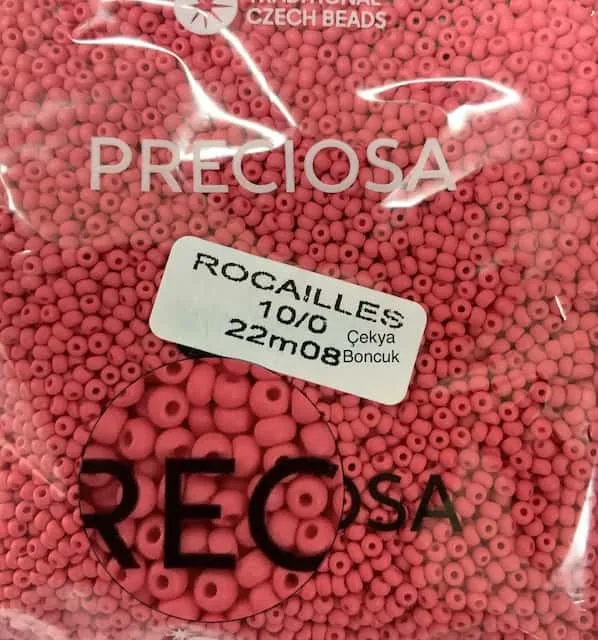 TRADITIONAL
CZECH BEADS
PRECIOSA
ROCAILLES
10/0
22m08
Çekya
Boncuk
REC
OSA